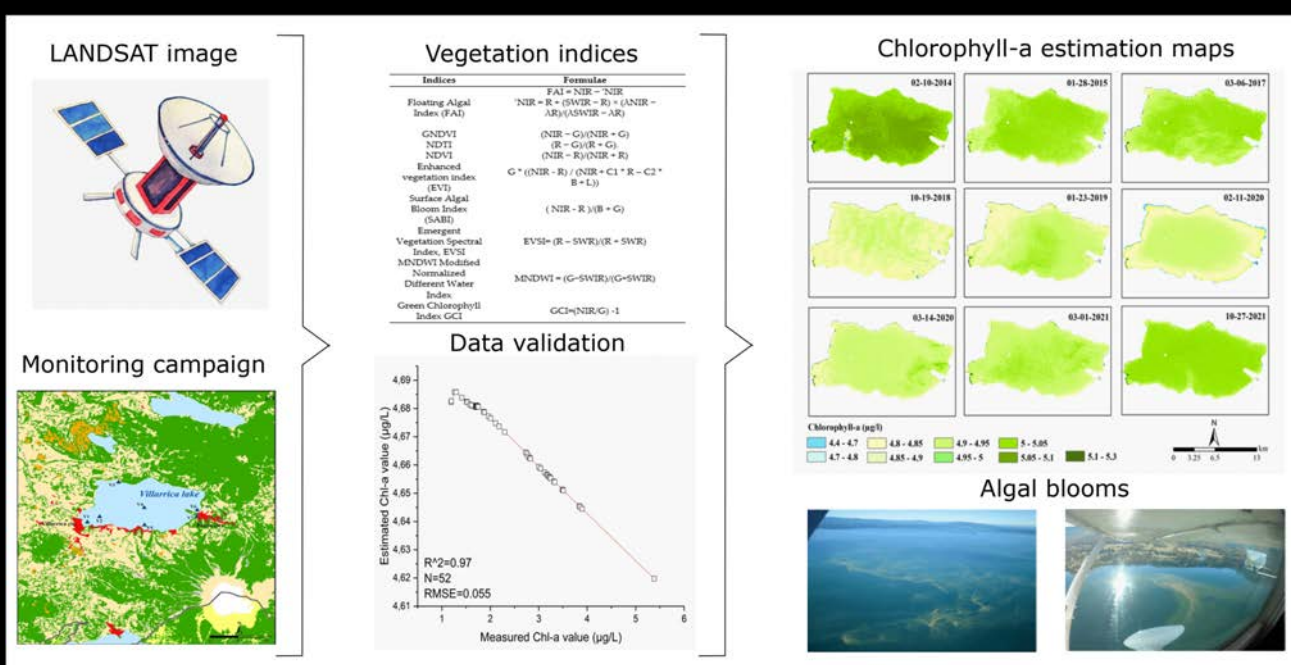 LANDSAT image
Monitoring campaign
Villarrica lake
Vegetation indices
Indices Formulae
FAI = NIR − 'NIR
Floating Algal 'NIR = R + (SWIR − R) × (λNIR −
Index (FAI) λR)/(λSWIR − λR)
GNDVI (NIR − G)/(NIR + G)
NDTI (R − G)/(R + G).
NDVI (NIR − R)/(NIR + R)
Enhanced
vegetation index G * ((NIR - R) / (NIR + C1 * R − C2 *
(EVI) B + L))
Surface Algal
Bloom Index ( NIR - R )/(B + G)
(SABI)
Emergent
Vegetation Spectral EVSI= (R − SWR)/(R + SWR)
Index, EVSI
MNDWI Modified
Normalized
Different Water MNDWI = (G−SWIR)/(G+SWIR)
Index
Green Chlorophyll
Index GCI GCI=(NIR/G) -1
Data validation
Estimated Chl-a value (µg/L)
4,69
4,68
4,67
4,66
4,65
4,64
4,63
4,62
4,61
R^2=0.97
N=52
RMSE=0.055
1 2 3 4 5 6
Measured Chl-a value (µg/L)
Chlorophyll-a estimation maps
02-10-2014
01-28-2015
03-06-2017
10-19-2018
01-23-2019
02-11-2020
03-14-2020
03-01-2021
10-27-2021
Chlorophyll-a (µg/l)
4.4 - 4.7
4.8 - 4.85
4.9 - 4.95
5 - 5.05
4.7 - 4.8
4.85 - 4.9
4.95 - 5
5.05 - 5.1
5.1 - 5.3
N
km
0 3.25 6.5 13
Algal blooms